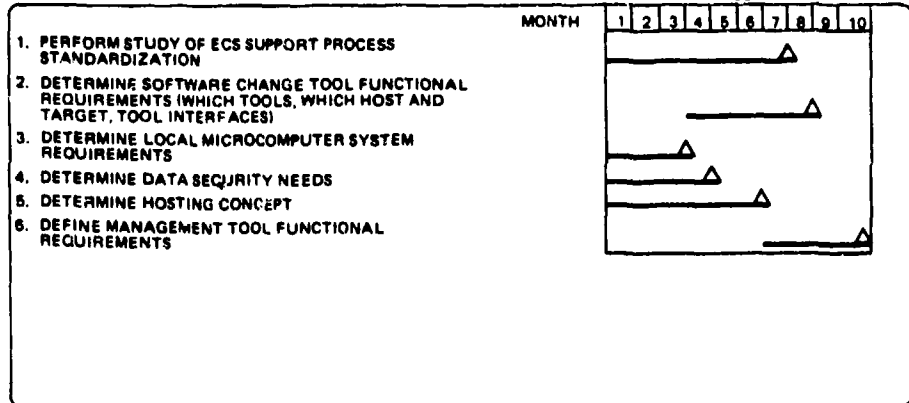 MONTH 1 2 3 4 5 6 7 8 9 10
1. PERFORM STUDY OF ECS SUPPORT PROCESS
STANDARDIZATION
2. DETERMINE SOFTWARE CHANGE TOOL FUNCTIONAL
REQUIREMENTS (WHICH TOOLS, WHICH HOST AND
TARGET, TOOL INTERFACES)
3. DETERMINE LOCAL MICROCOMPUTER SYSTEM
REQUIREMENTS
4. DETERMINE DATA SECURITY NEEDS
5. DETERMINE HOSTING CONCEPT
6. DEFINE MANAGEMENT TOOL FUNCTIONAL
REQUIREMENTS